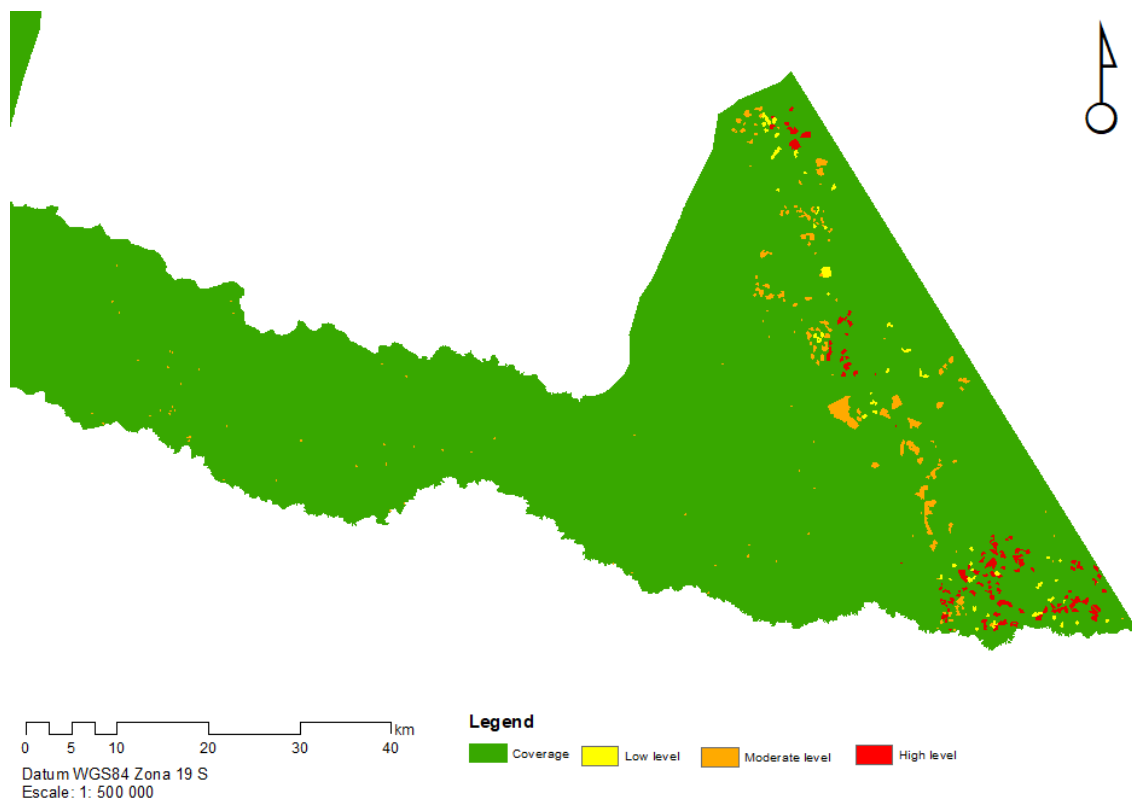 km
0 5 10 20 30 40
Datum WGS84 Zona 19 S
Escale: 1: 500 000
Legend
Coverage Low level Moderate level High level